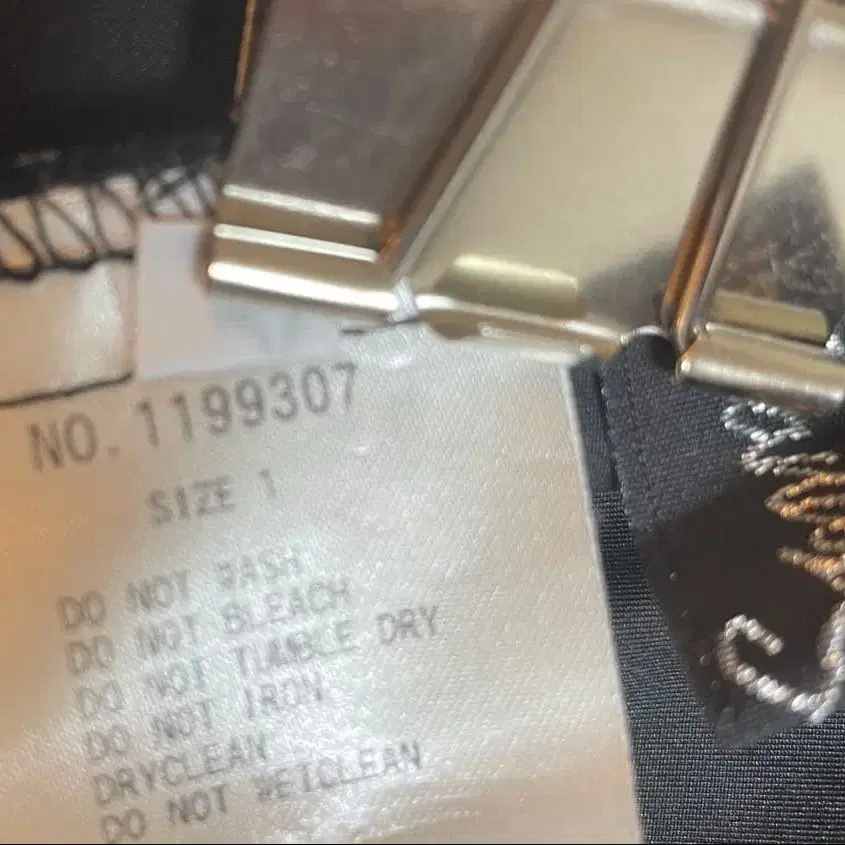 NO. 1199307
SIZE 1
DO NOT WASH
DO NOT BLEACH
DO NOT TUMBLE DRY
DO NOT IRON
DRYCLEAN
DO NOT WETCLEAN